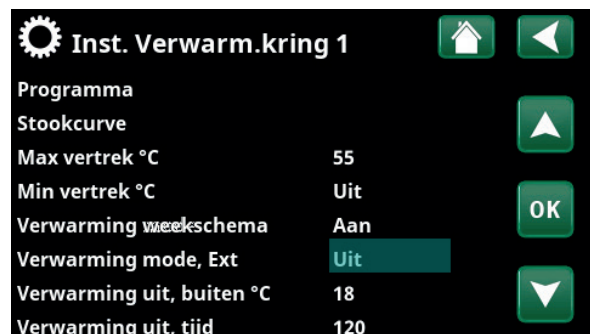 Inst. Verwarm.kring 1
Programma
Stookcurve
Max vertrek °C 55
Min vertrek °C Uit
Verwarming weekschema Aan
OK
Verwarming mode, Ext Uit
Verwarming uit, buiten °C 18
Verwarming uit, tijd 120